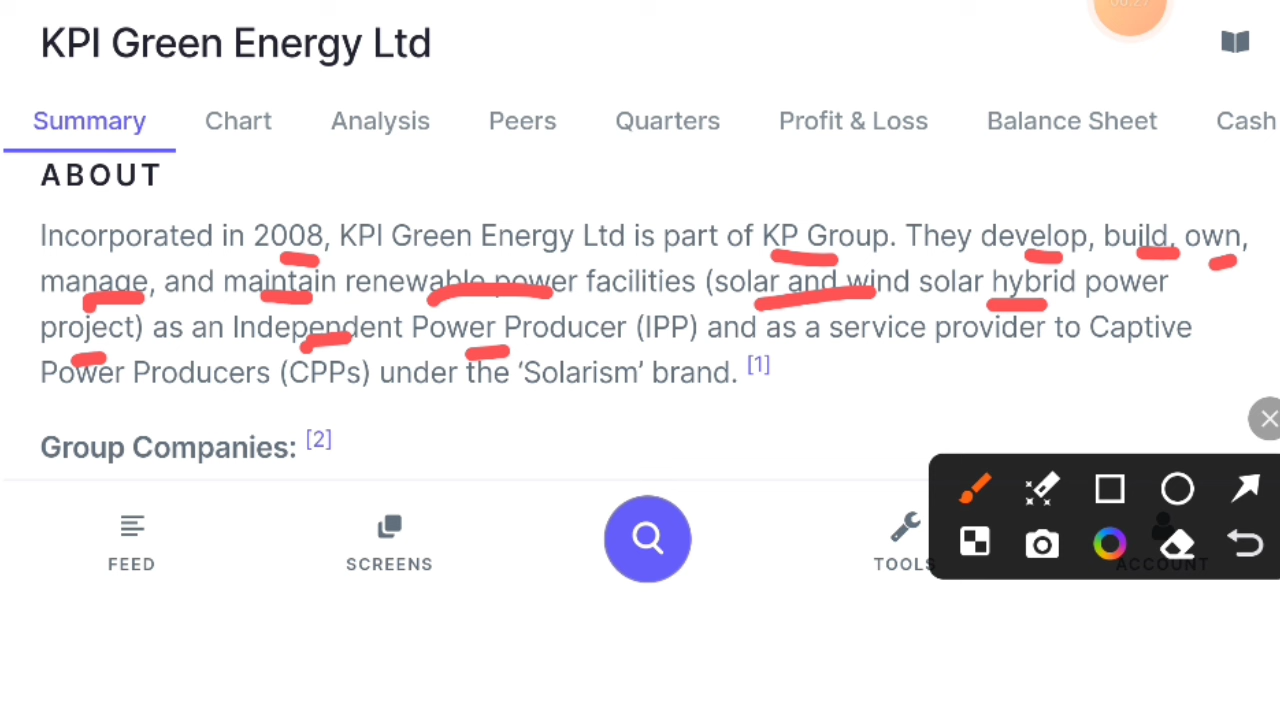 KPI Green Energy Ltd
Summary Chart Analysis Peers Quarters Profit & Loss Balance Sheet Cash
ABOUT
Incorporated in 2008, KPI Green Energy Ltd is part of KP Group. They develop, build, own,
manage, and maintain renewable power facilities (solar and wind solar hybrid power
project) as an Independent Power Producer (IPP) and as a service provider to Captive
Power Producers (CPPs) under the ‘Solarism’ brand. [1]
Group Companies: [2]
FEED SCREENS TOOLS ACCOUNT